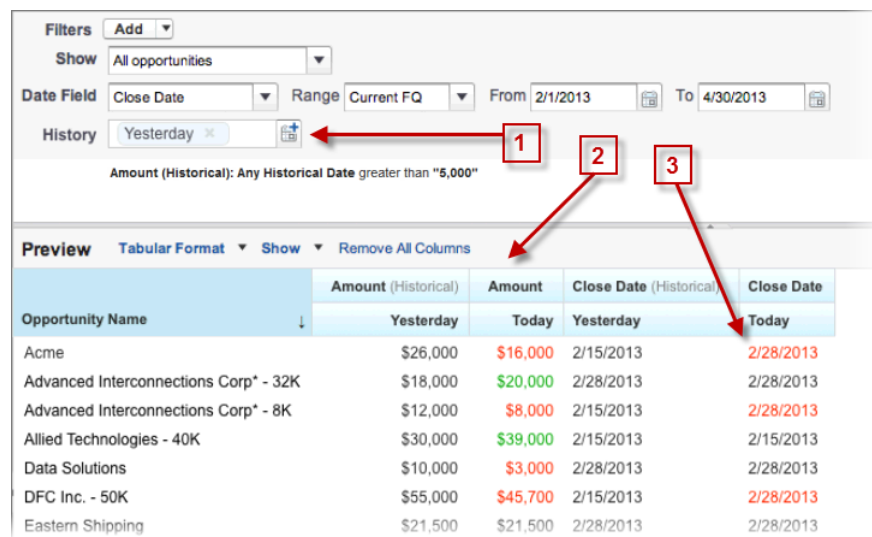 Filters Add
Show All opportunities
Date Field Close Date Range Current FQ From 2/1/2013 To 4/30/2013
History Yesterday ×
1
2
3
Amount (Historical): Any Historical Date greater than "5,000"
Preview Tabular Format Show Remove All Columns
Amount (Historical) Amount Close Date (Historical) Close Date
Opportunity Name ↓ Yesterday Today Yesterday Today
Acme $26,000 $16,000 2/15/2013 2/28/2013
Advanced Interconnections Corp* - 32K $18,000 $20,000 2/28/2013 2/28/2013
Advanced Interconnections Corp* - 8K $12,000 $8,000 2/15/2013 2/28/2013
Allied Technologies - 40K $30,000 $39,000 2/15/2013 2/15/2013
Data Solutions $10,000 $3,000 2/28/2013 2/28/2013
DFC Inc. - 50K $55,000 $45,700 2/15/2013 2/28/2013
Eastern Shipping $21,500 $21,500 2/28/2013 2/28/2013